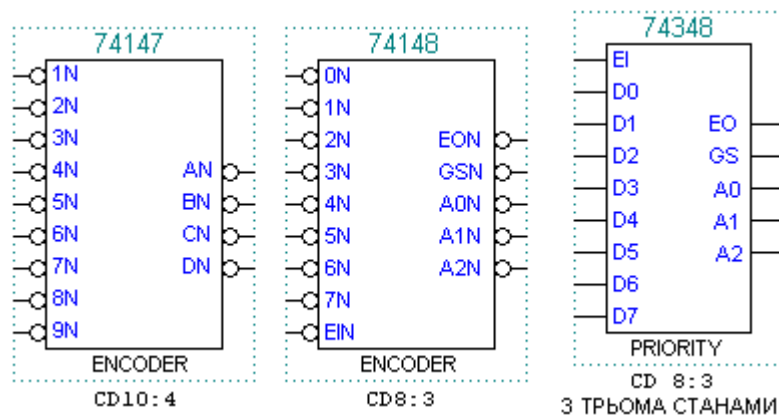 74147
1N
2N
3N
4N
5N
6N
7N
8N
9N
AN
BN
CN
DN
ENCODER
CD10:4
74148
0N
1N
2N
3N
4N
5N
6N
7N
EIN
EON
GSN
A0N
A1N
A2N
ENCODER
CD8:3
74348
EI
D0
D1
D2
D3
D4
D5
D6
D7
EO
GS
A0
A1
A2
PRIORITY
CD 8:3
З ТРЬОМА СТАНАМИ